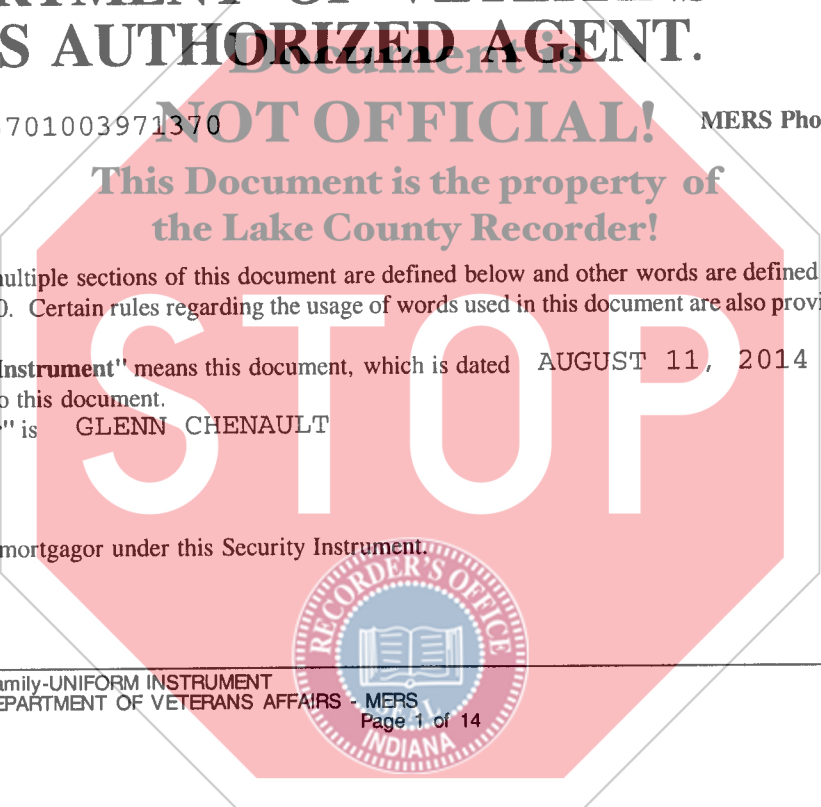 S AUTHORIZED AGENT.
Document is
701003971370
NOT OFFICIAL!
MERS Pho
This Document is the property of
the Lake County Recorder!
ultiple sections of this document are defined below and other words are defined
0. Certain rules regarding the usage of words used in this document are also provi
Instrument" means this document, which is dated AUGUST 11, 2014
o this document.
" is GLENN CHENAULT
STOP
mortgagor under this Security Instrument.
RECORDER'S OFFICE
SEAL
INDIANA
amily-UNIFORM INSTRUMENT
EPARTMENT OF VETERANS AFFAIRS - MERS
Page 1 of 14